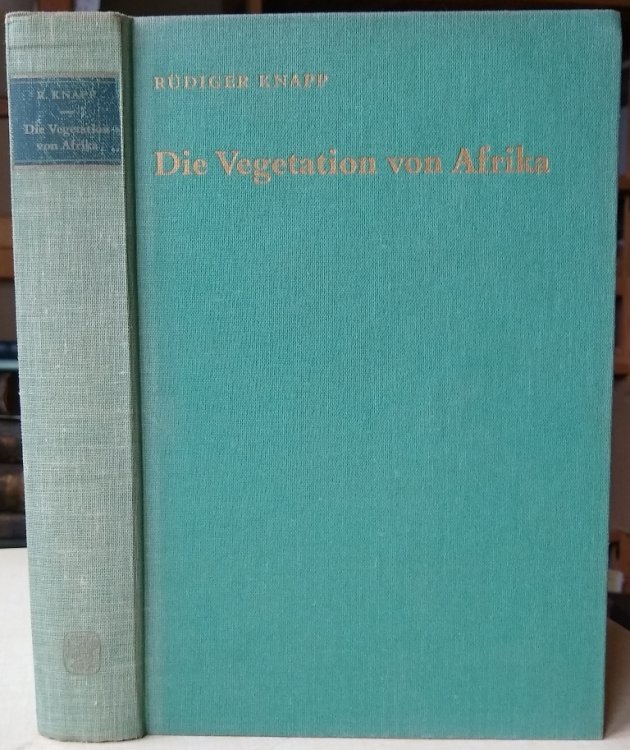 R. KNAPP
Die Vegetation
von Afrika
RÜDIGER KNAPP
Die Vegetation von Afrika